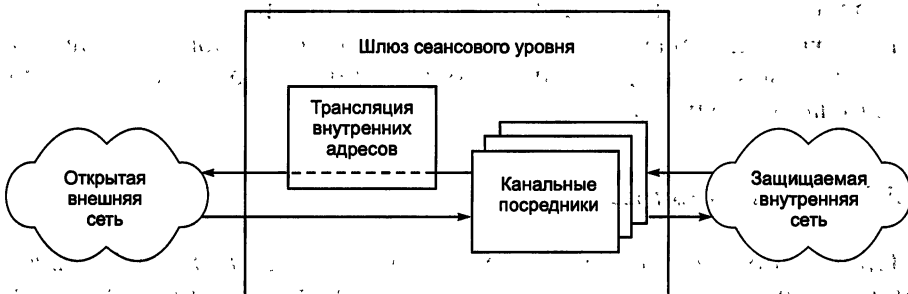 Шлюз сеансового уровня
Трансляция
внутренних
адресов
Открытая
внешняя
сеть
Канальные
посредники
Защищаемая
внутренняя
сеть